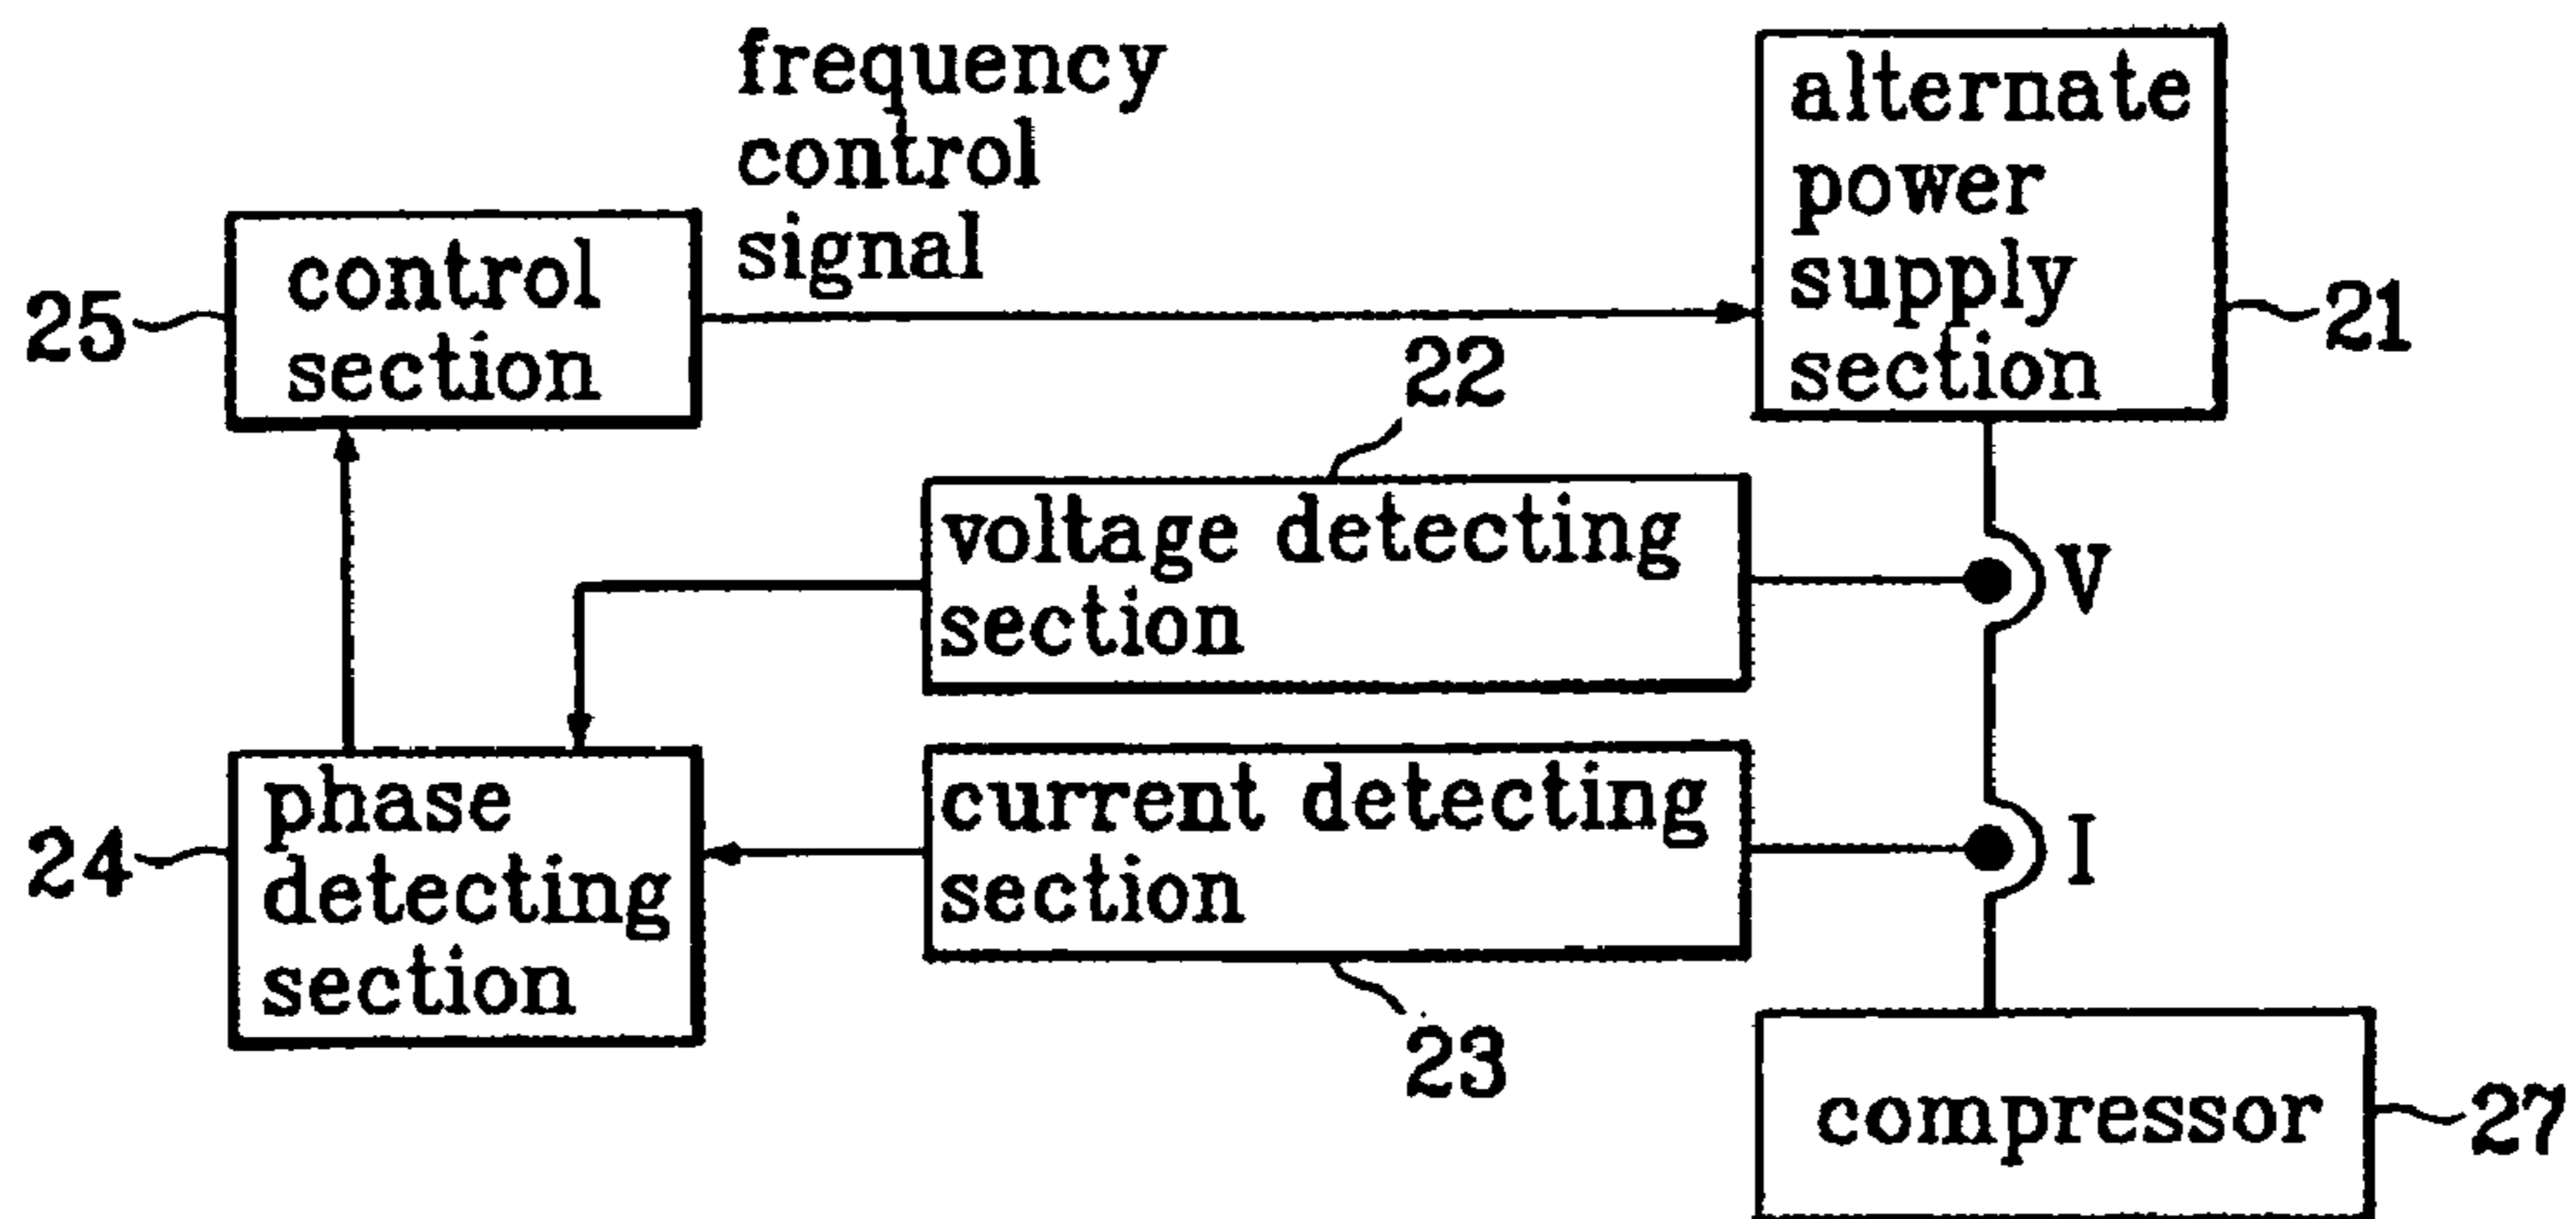 frequency
control
signal
alternate
power
supply
section
21
control
section
25
22
voltage detecting
section
V
phase
detecting
section
24
current detecting
section
I
23
compressor
27